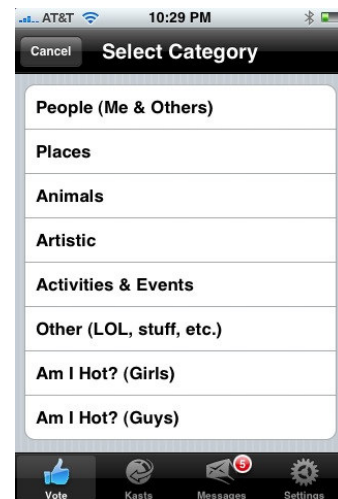 AT&T 10:29 PM
Cancel Select Category
People (Me & Others)
Places
Animals
Artistic
Activities & Events
Other (LOL, stuff, etc.)
Am I Hot? (Girls)
Am I Hot? (Guys)
5
Vote Kasts Messages Settings